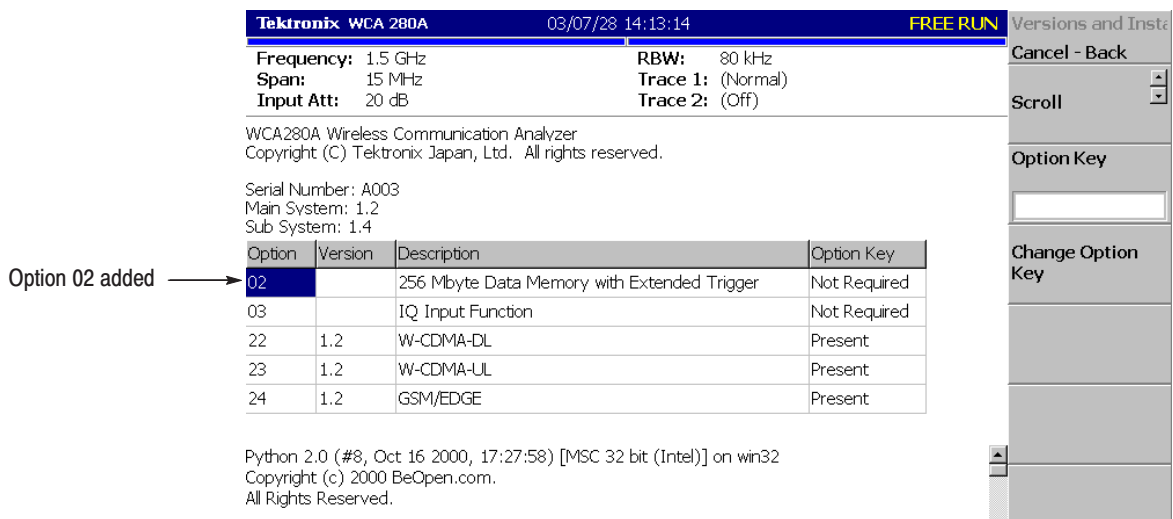 Tektronix WCA 280A 03/07/28 14:13:14 FREE RUN
Frequency: 1.5 GHz RBW: 80 kHz
Span: 15 MHz Trace 1: (Normal)
Input Att: 20 dB Trace 2: (Off)
WCA280A Wireless Communication Analyzer
Copyright (C) Tektronix Japan, Ltd. All rights reserved.
Serial Number: A003
Main System: 1.2
Sub System: 1.4
Option Version Description Option Key
Option 02 added
02 256 Mbyte Data Memory with Extended Trigger Not Required
03 IQ Input Function Not Required
22 1.2 W-CDMA-DL Present
23 1.2 W-CDMA-UL Present
24 1.2 GSM/EDGE Present
Python 2.0 (#8, Oct 16 2000, 17:27:58) [MSC 32 bit (Intel)] on win32
Copyright (c) 2000 BeOpen.com.
All Rights Reserved.
Versions and Insta
Cancel - Back
Scroll
Option Key
Change Option
Key